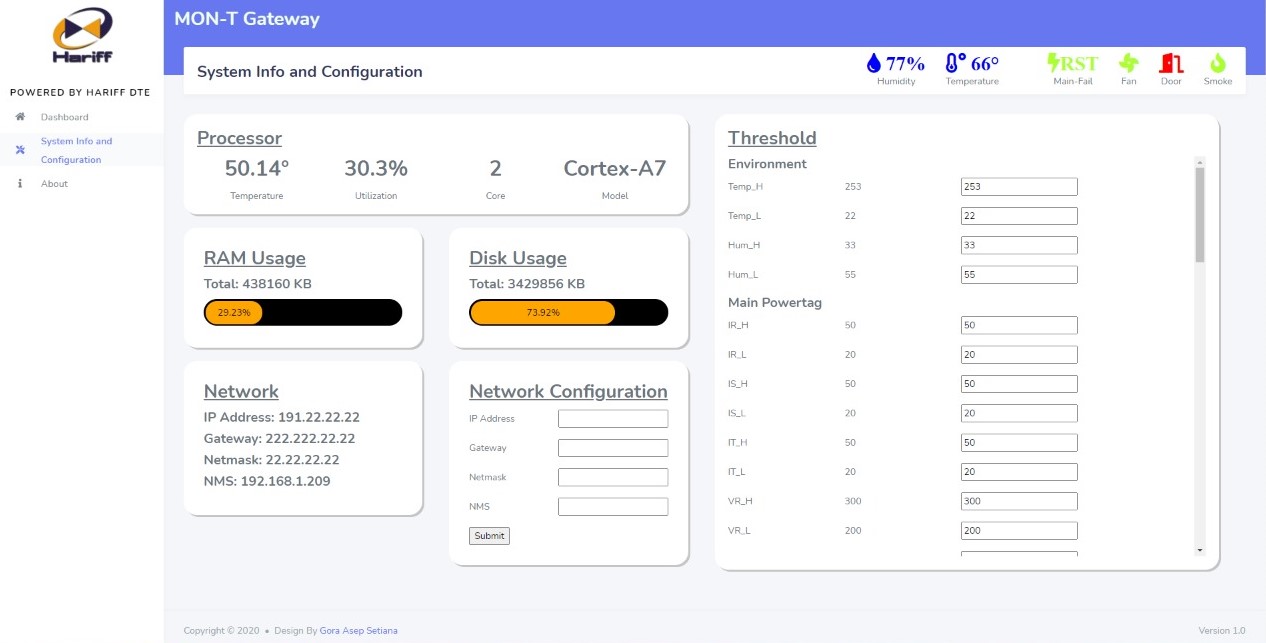 Hariff
POWERED BY HARIFF DTE
Dashboard
System Info and
Configuration
About
MON-T Gateway
System Info and Configuration
77%
Humidity
66°
Temperature
RST
Main-Fail
Fan
Door
Smoke
Processor
50.14° 30.3% 2 Cortex-A7
Temperature Utilization Core Model
RAM Usage
Total: 438160 KB
29.23%
Disk Usage
Total: 3429856 KB
73.92%
Network
IP Address: 191.22.22.22
Gateway: 222.222.22.22
Netmask: 22.22.22.22
NMS: 192.168.1.209
Network Configuration
IP Address
Gateway
Netmask
NMS
Submit
Threshold
Environment
Temp_H 253 253
Temp_L 22 22
Hum_H 33 33
Hum_L 55 55
Main Powertag
IR_H 50 50
IR_L 20 20
IS_H 50 50
IS_L 20 20
IT_H 50 50
IT_L 20 20
VR_H 300 300
VR_L 200 200
Copyright © 2020 • Design By Gora Asep Setiana
Version 1.0